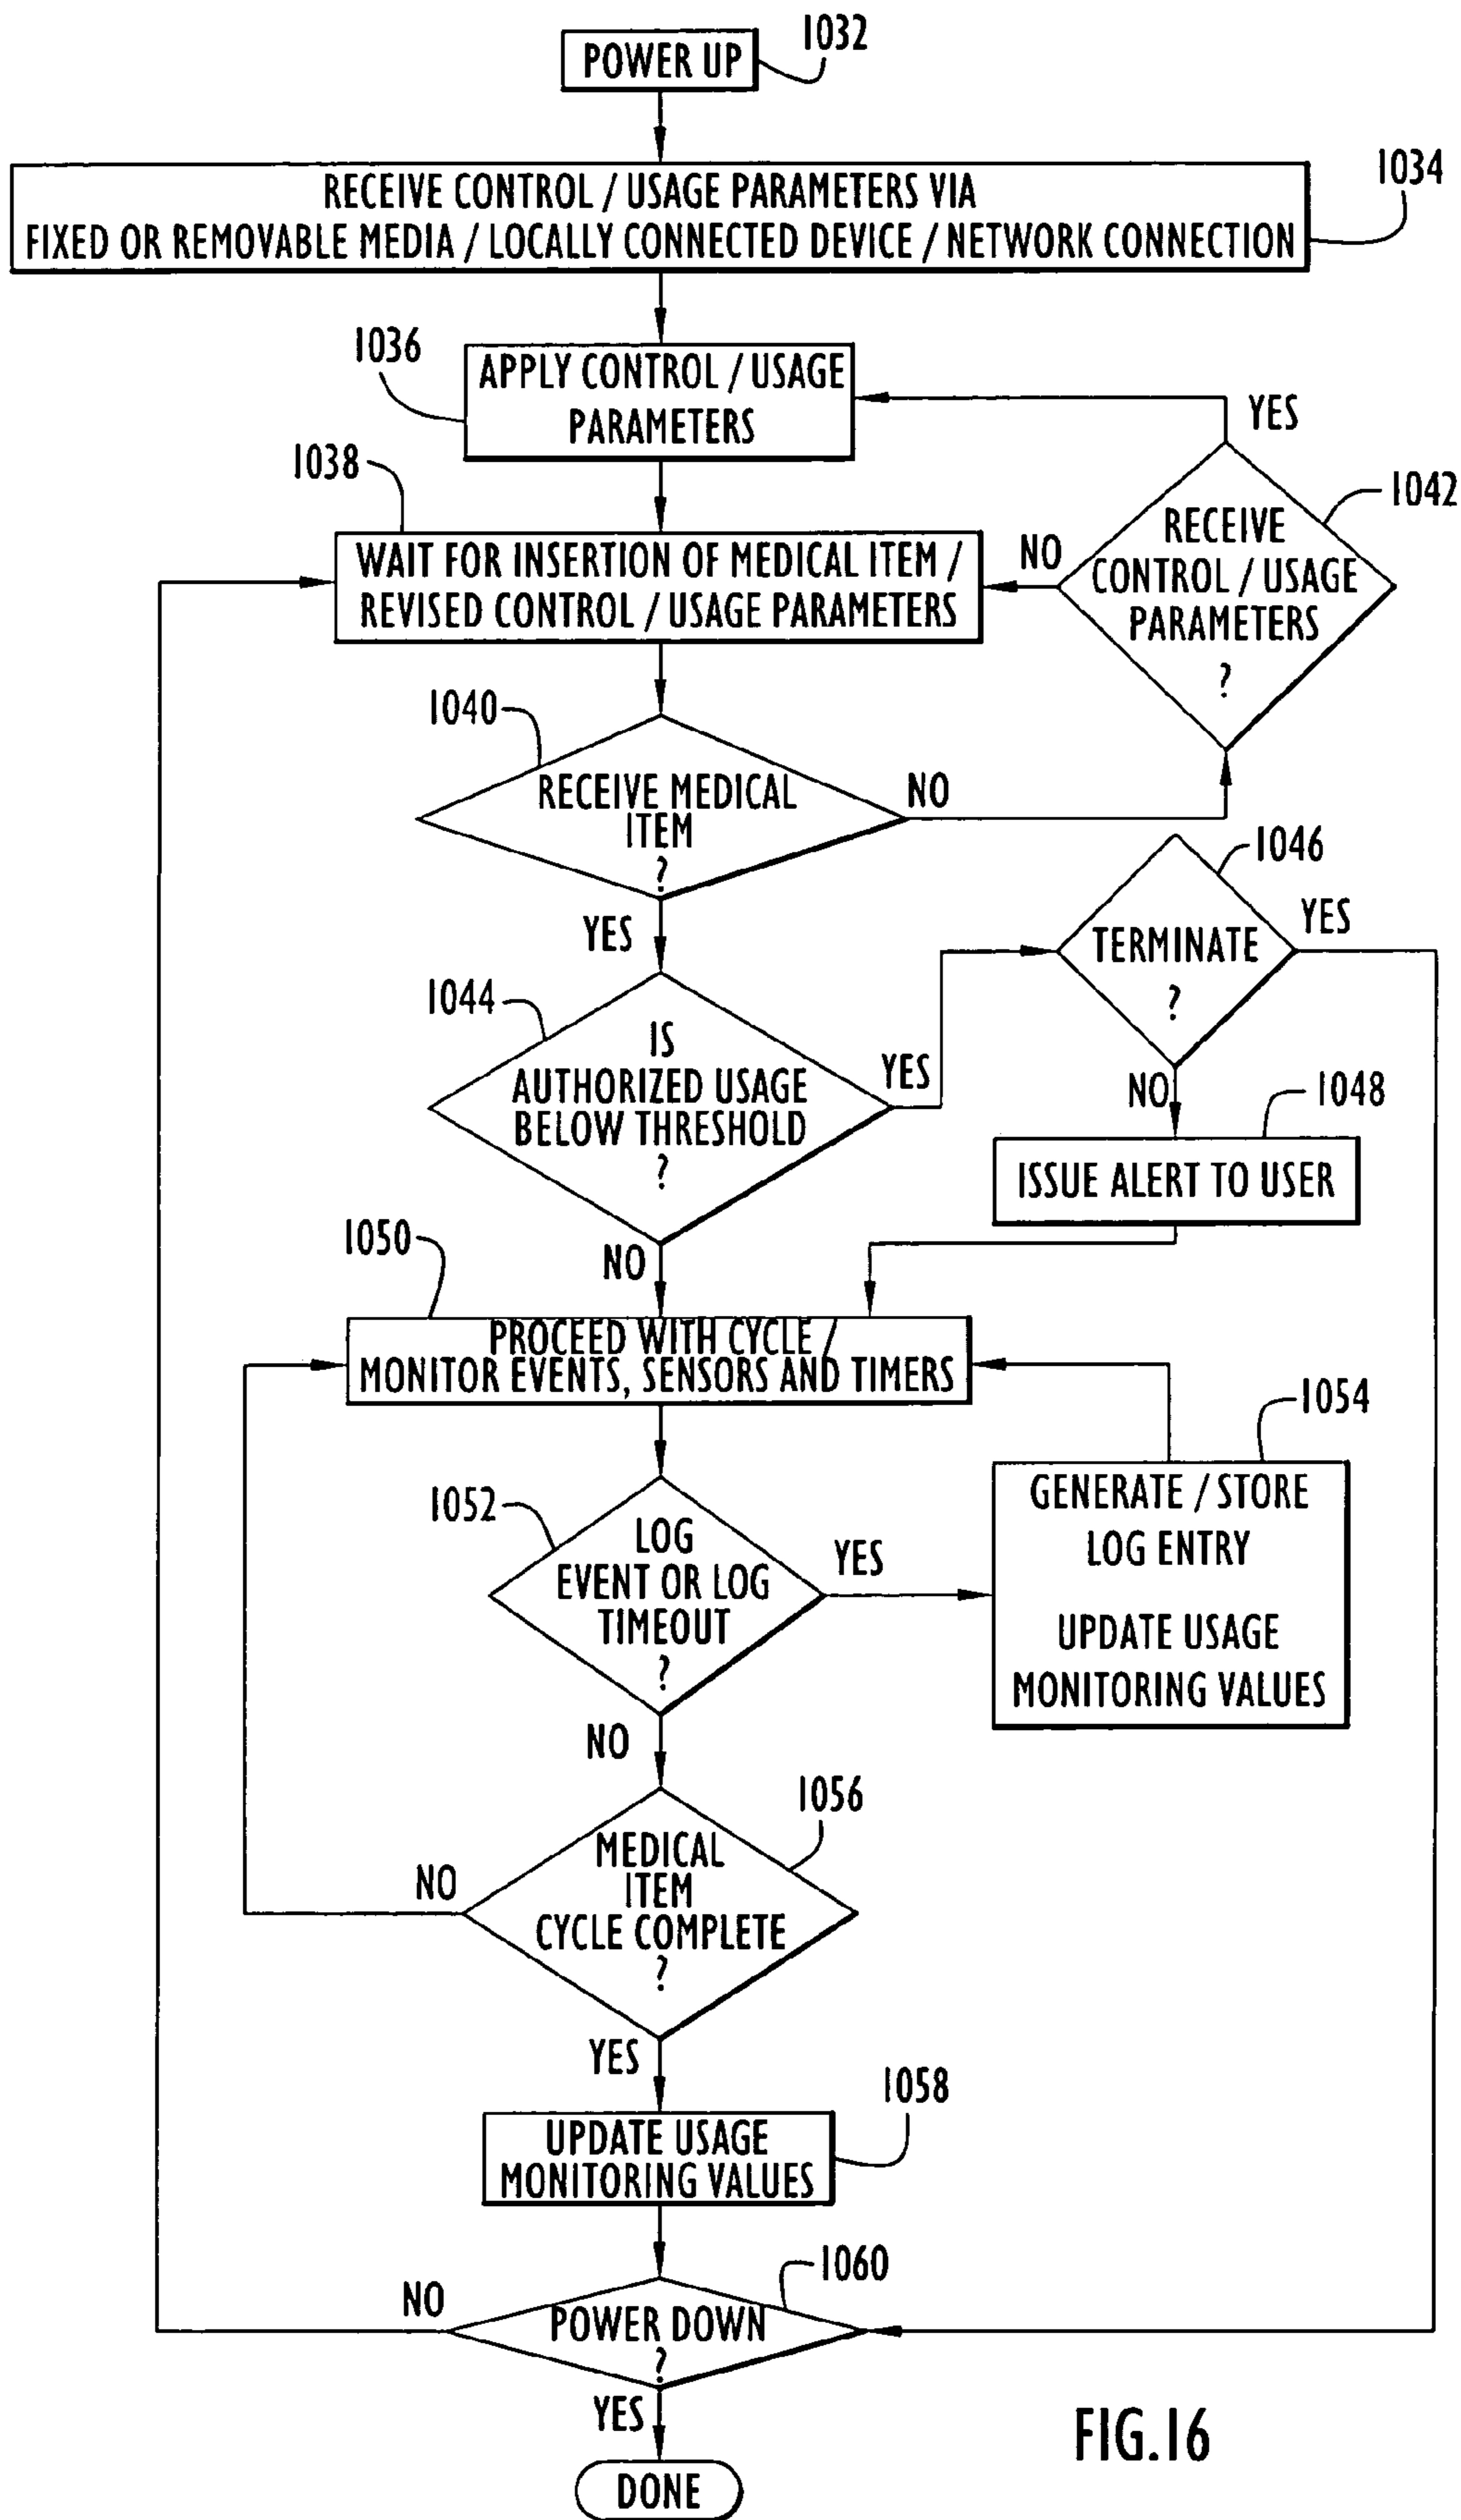 1032
POWER UP
1034
RECEIVE CONTROL / USAGE PARAMETERS VIA
FIXED OR REMOVABLE MEDIA / LOCALLY CONNECTED DEVICE / NETWORK CONNECTION
1036
APPLY CONTROL / USAGE
PARAMETERS
YES
1038
1042
WAIT FOR INSERTION OF MEDICAL ITEM /
REVISED CONTROL / USAGE PARAMETERS
NO
RECEIVE
CONTROL / USAGE
PARAMETERS
?
1040
RECEIVE MEDICAL
ITEM
?
NO
YES
1046
TERMINATE
?
YES
NO
1044
IS
AUTHORIZED USAGE
BELOW THRESHOLD
?
YES
NO
1048
ISSUE ALERT TO USER
1050
PROCEED WITH CYCLE /
MONITOR EVENTS, SENSORS AND TIMERS
1052
LOG
EVENT OR LOG
TIMEOUT
?
YES
NO
1054
GENERATE / STORE
LOG ENTRY
UPDATE USAGE
MONITORING VALUES
1056
MEDICAL
ITEM
CYCLE COMPLETE
?
NO
YES
1058
UPDATE USAGE
MONITORING VALUES
1060
POWER DOWN
?
NO
YES
DONE
FIG.16